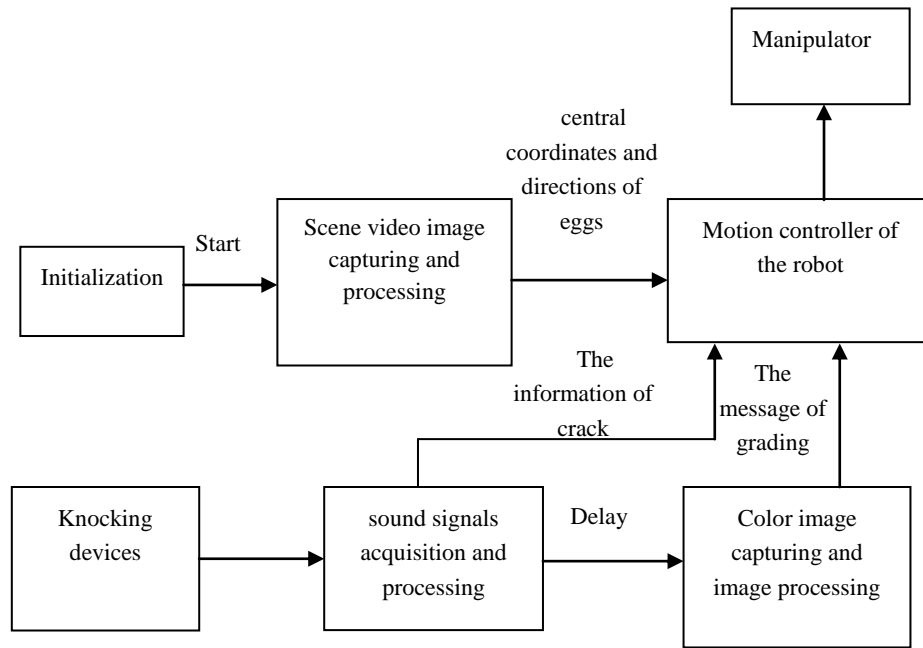 Manipulator
central
coordinates and
directions of
eggs
Scene video image
capturing and
processing
Motion controller of
the robot
Start
Initialization
The
information of
crack
The
message of
grading
Knocking
devices
sound signals
acquisition and
processing
Delay
Color image
capturing and
image processing